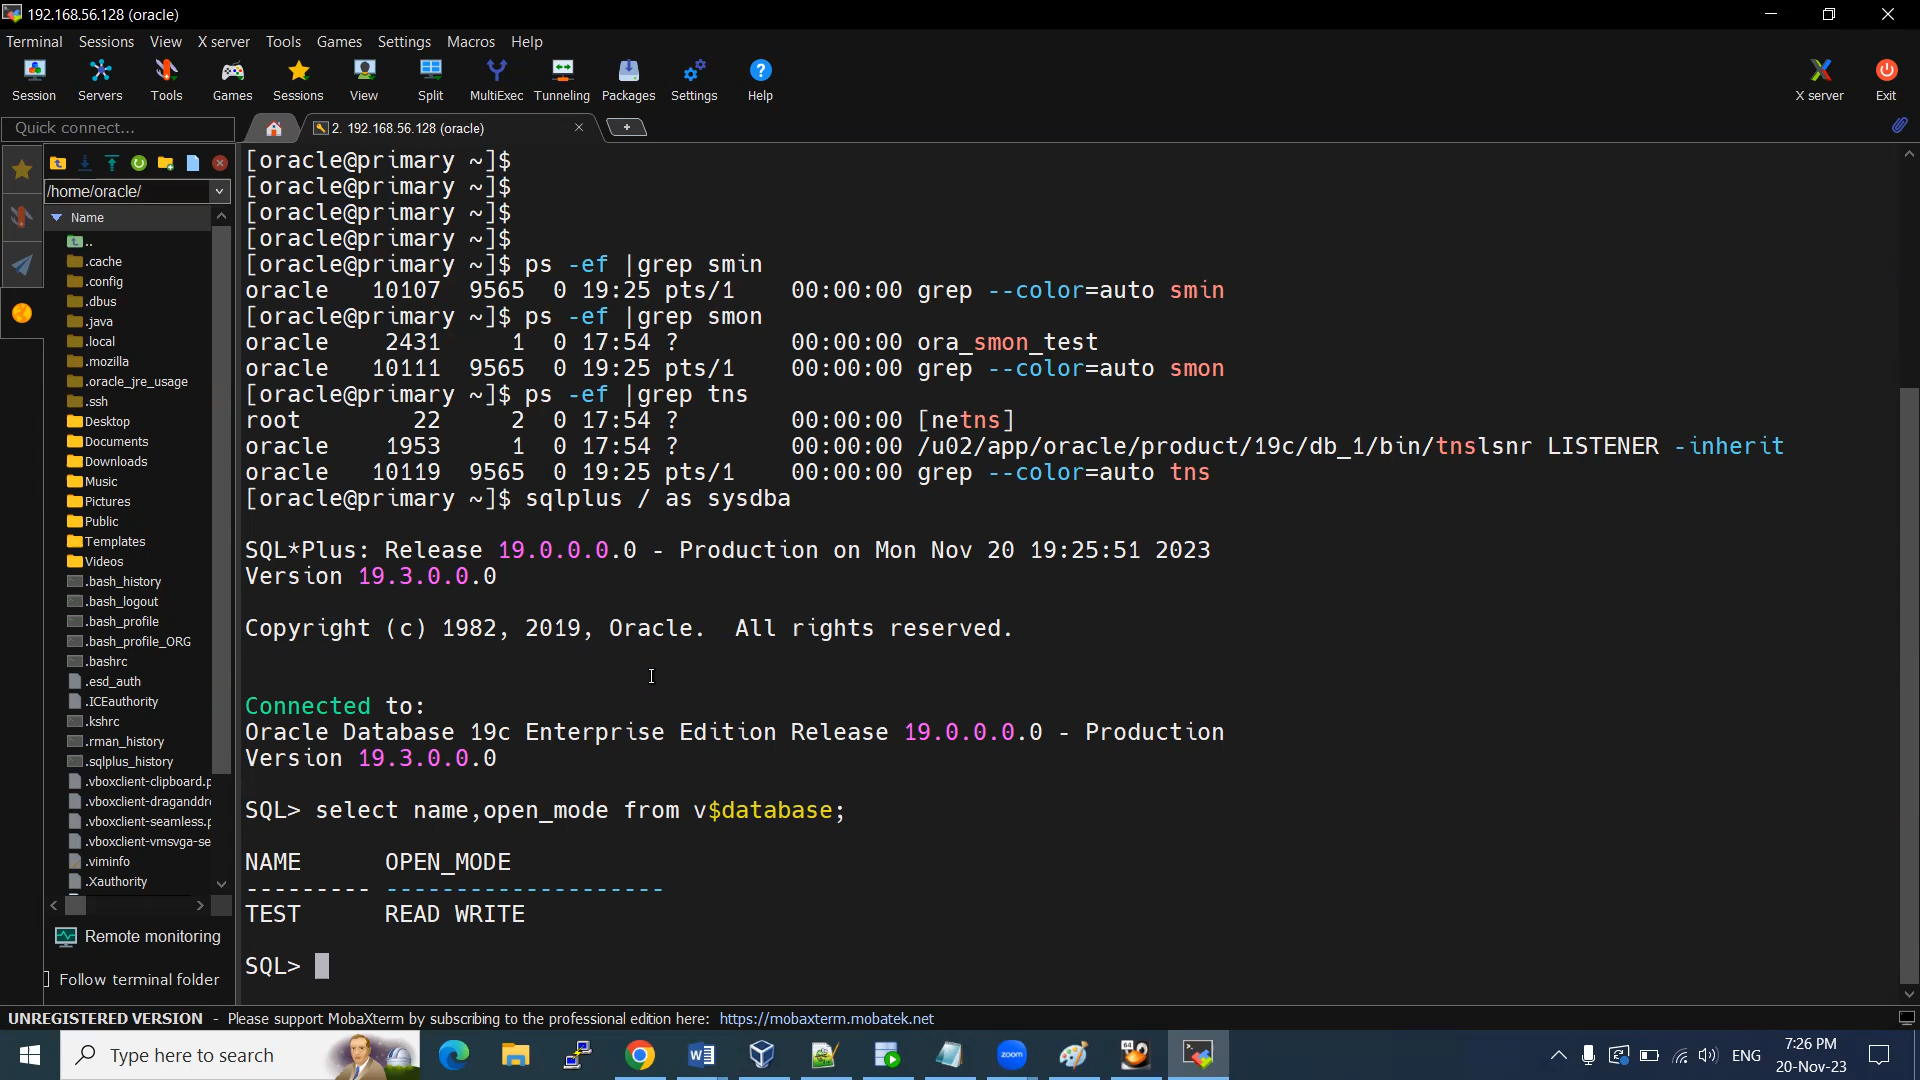 192.168.56.128 (oracle)
Terminal Sessions View X server Tools Games Settings Macros Help
Session Servers Tools Games Sessions View Split MultiExec Tunneling Packages Settings Help X server Exit
Quick connect...
2. 192.168.56.128 (oracle)
/home/oracle/
Name
..
.cache
.config
.dbus
.java
.local
.mozilla
.oracle_jre_usage
.ssh
Desktop
Documents
Downloads
Music
Pictures
Public
Templates
Videos
.bash_history
.bash_logout
.bash_profile
.bash_profile_ORG
.bashrc
.esd_auth
.ICEauthority
.kshrc
.rman_history
.sqlplus_history
.vboxclient-clipboard.p
.vboxclient-draganddr
.vboxclient-seamless.p
.vboxclient-vmsvga-se
.viminfo
.Xauthority
Remote monitoring
Follow terminal folder
[oracle@primary ~]$
[oracle@primary ~]$
[oracle@primary ~]$
[oracle@primary ~]$
[oracle@primary ~]$ ps -ef |grep smin
oracle   10107  9565  0 19:25 pts/1    00:00:00 grep --color=auto smin
[oracle@primary ~]$ ps -ef |grep smon
oracle    2431     1  0 17:54 ?        00:00:00 ora_smon_test
oracle   10111  9565  0 19:25 pts/1    00:00:00 grep --color=auto smon
[oracle@primary ~]$ ps -ef |grep tns
root        22     2  0 17:54 ?        00:00:00 [netns]
oracle    1953     1  0 17:54 ?        00:00:00 /u02/app/oracle/product/19c/db_1/bin/tnslsnr LISTENER -inherit
oracle   10119  9565  0 19:25 pts/1    00:00:00 grep --color=auto tns
[oracle@primary ~]$ sqlplus / as sysdba
SQL*Plus: Release 19.0.0.0.0 - Production on Mon Nov 20 19:25:51 2023
Version 19.3.0.0.0
Copyright (c) 1982, 2019, Oracle.  All rights reserved.
Connected to:
Oracle Database 19c Enterprise Edition Release 19.0.0.0.0 - Production
Version 19.3.0.0.0
SQL> select name,open_mode from v$database;
NAME      OPEN_MODE
--------- --------------------
TEST      READ WRITE
SQL>
UNREGISTERED VERSION - Please support MobaXterm by subscribing to the professional edition here: https://mobaxterm.mobatek.net
Type here to search
zoom
64
ENG
7:26 PM
20-Nov-23